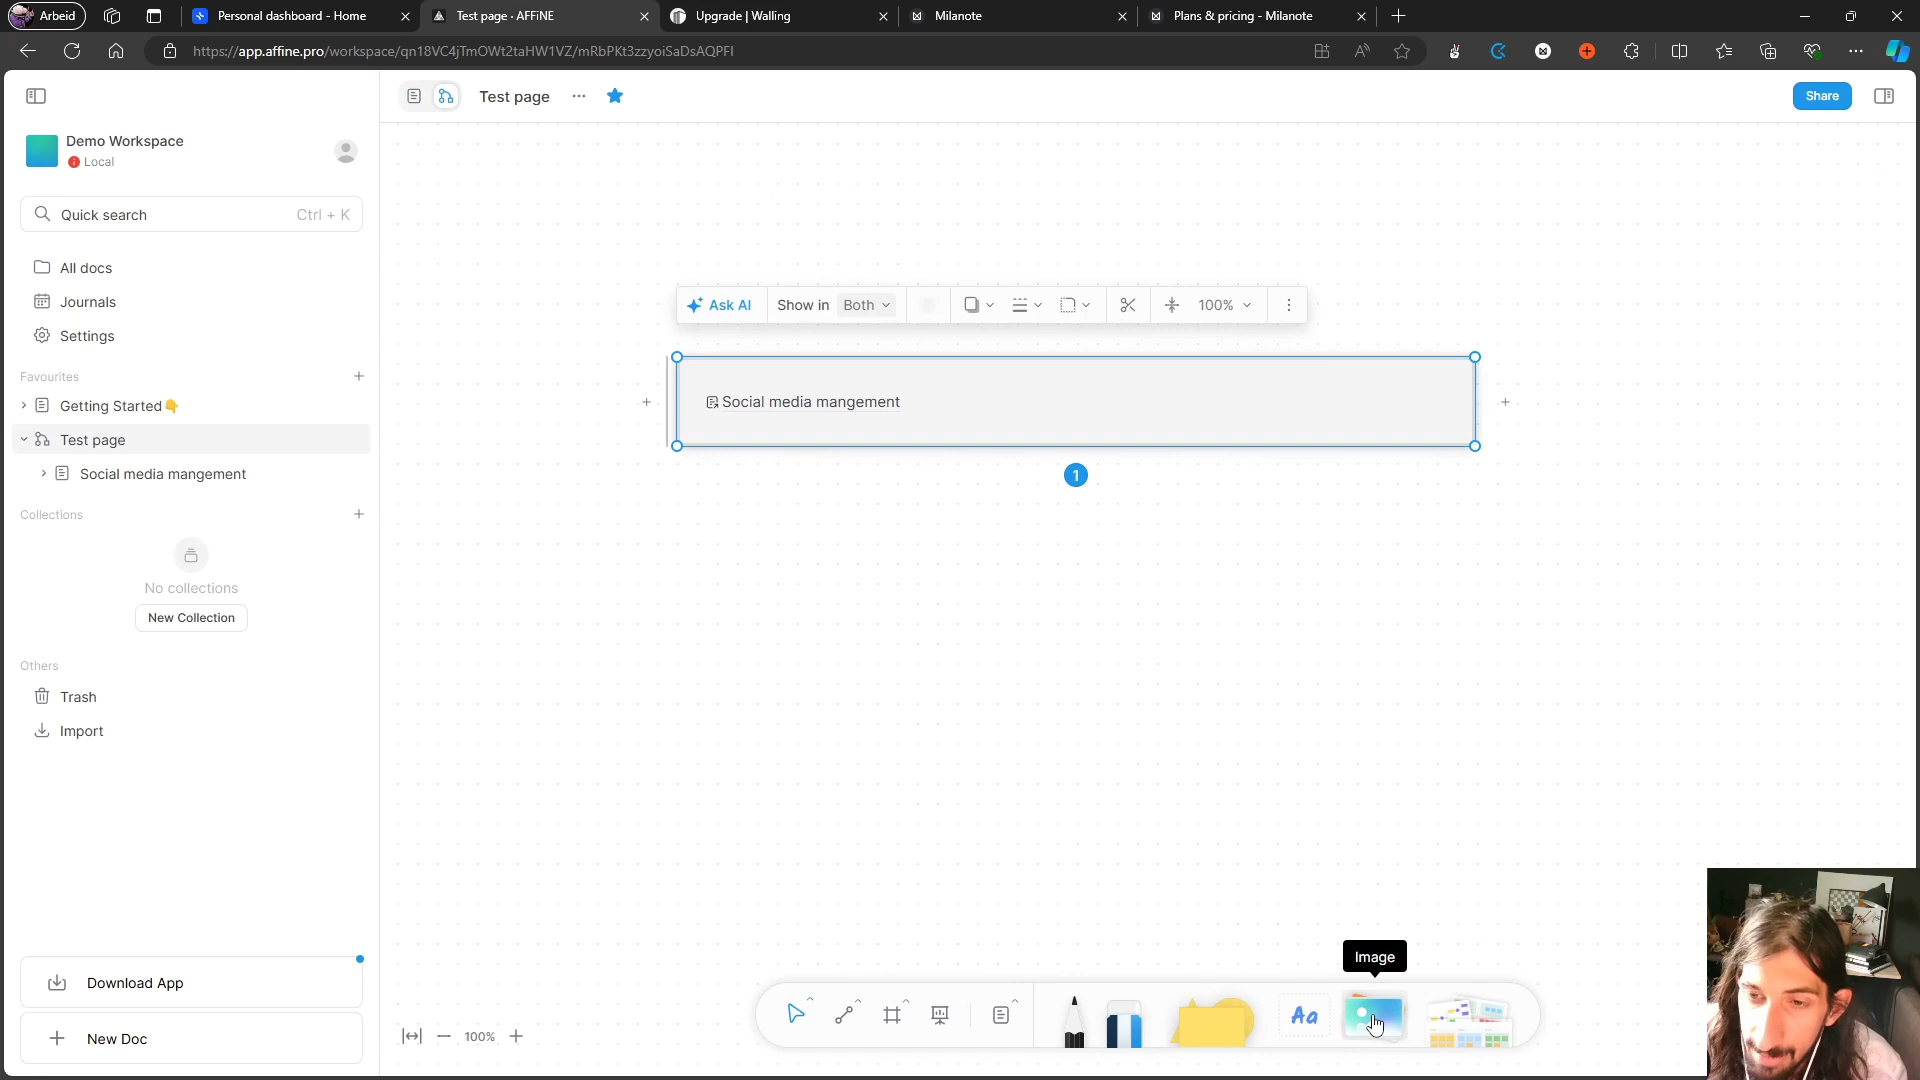 Arbeid
Personal dashboard - Home
Test page · AFFiNE
Upgrade | Walling
Milanote
Plans & pricing - Milanote
https://app.affine.pro/workspace/qn18VC4jTmOWt2taHW1VZ/mRbPKt3zzyoiSaDsAQPFI
Test page
Share
Demo Workspace
Local
Quick search
Ctrl + K
All docs
Journals
Settings
Favourites
Getting Started👇
Test page
Social media mangement
Collections
No collections
New Collection
Others
Trash
Import
Download App
New Doc
Ask AI
Show in
Both
100%
Social media mangement
1
Image
100%
Aa